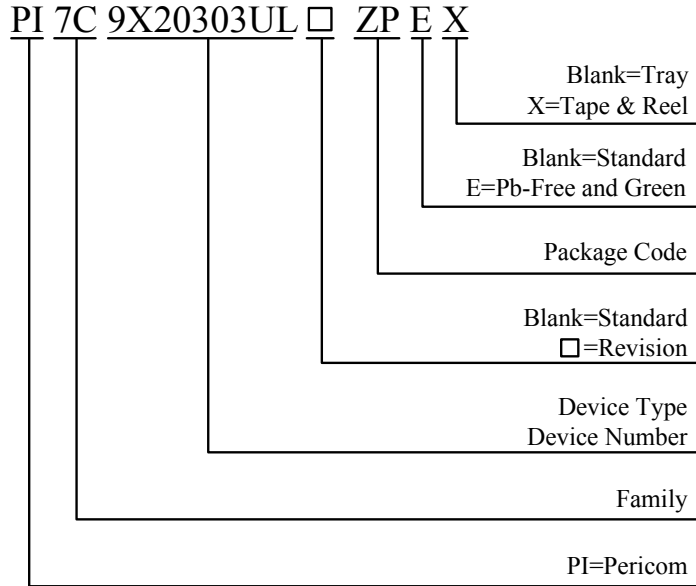 PI 7C 9X20303UL □ ZP E X
Blank=Tray
X=Tape & Reel
Blank=Standard
E=Pb-Free and Green
Package Code
Blank=Standard
□=Revision
Device Type
Device Number
Family
PI=Pericom